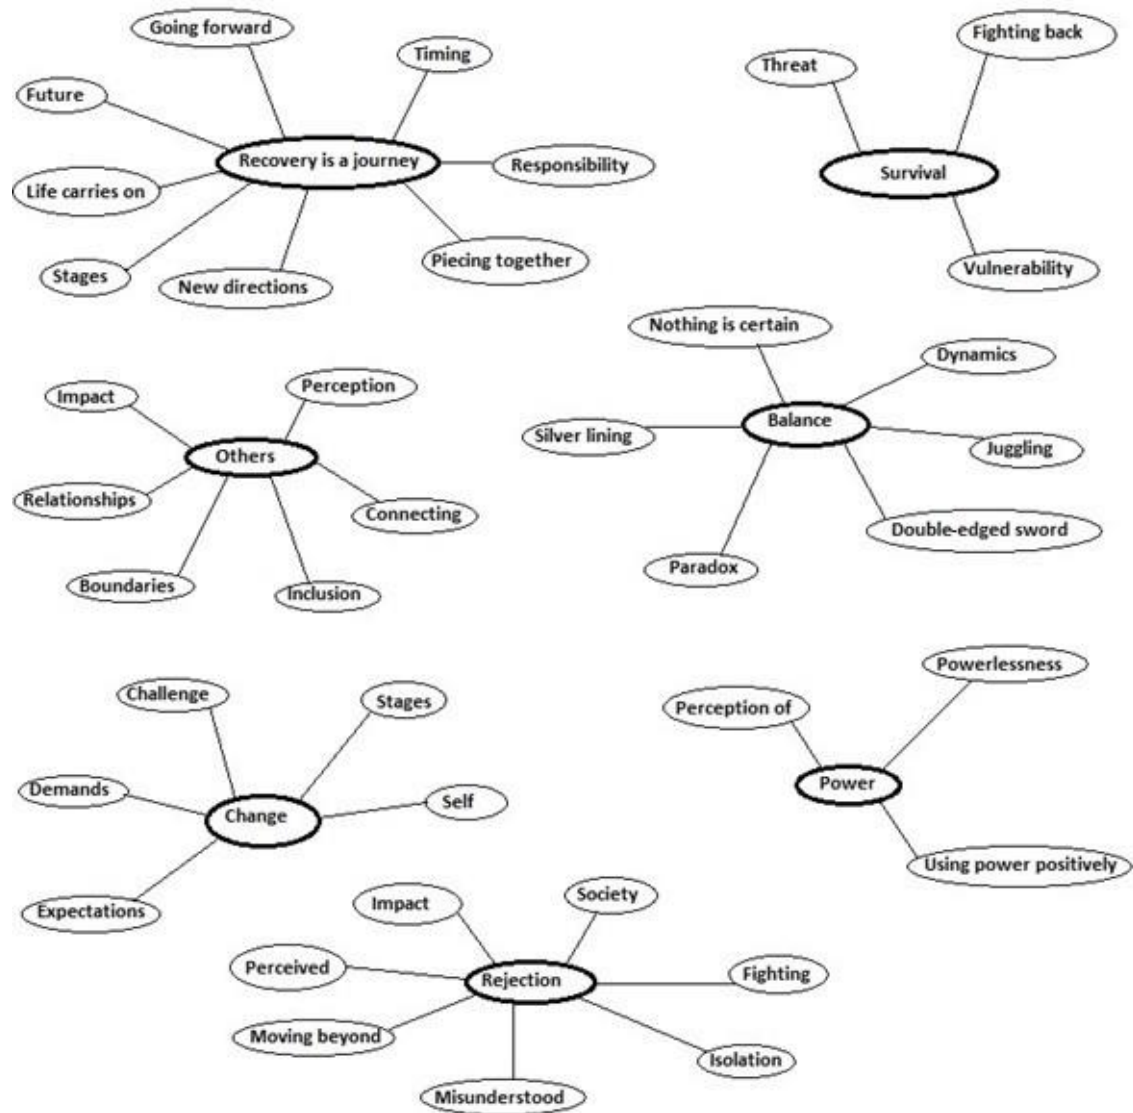 Going forward
Timing
Future
Recovery is a journey
Responsibility
Life carries on
Stages
New directions
Piecing together
Fighting back
Threat
Survival
Vulnerability
Impact
Perception
Others
Relationships
Connecting
Boundaries
Inclusion
Nothing is certain
Dynamics
Silver lining
Balance
Juggling
Double-edged sword
Paradox
Challenge
Stages
Demands
Change
Self
Expectations
Powerlessness
Perception of
Power
Using power positively
Impact
Society
Perceived
Rejection
Fighting
Moving beyond
Isolation
Misunderstood